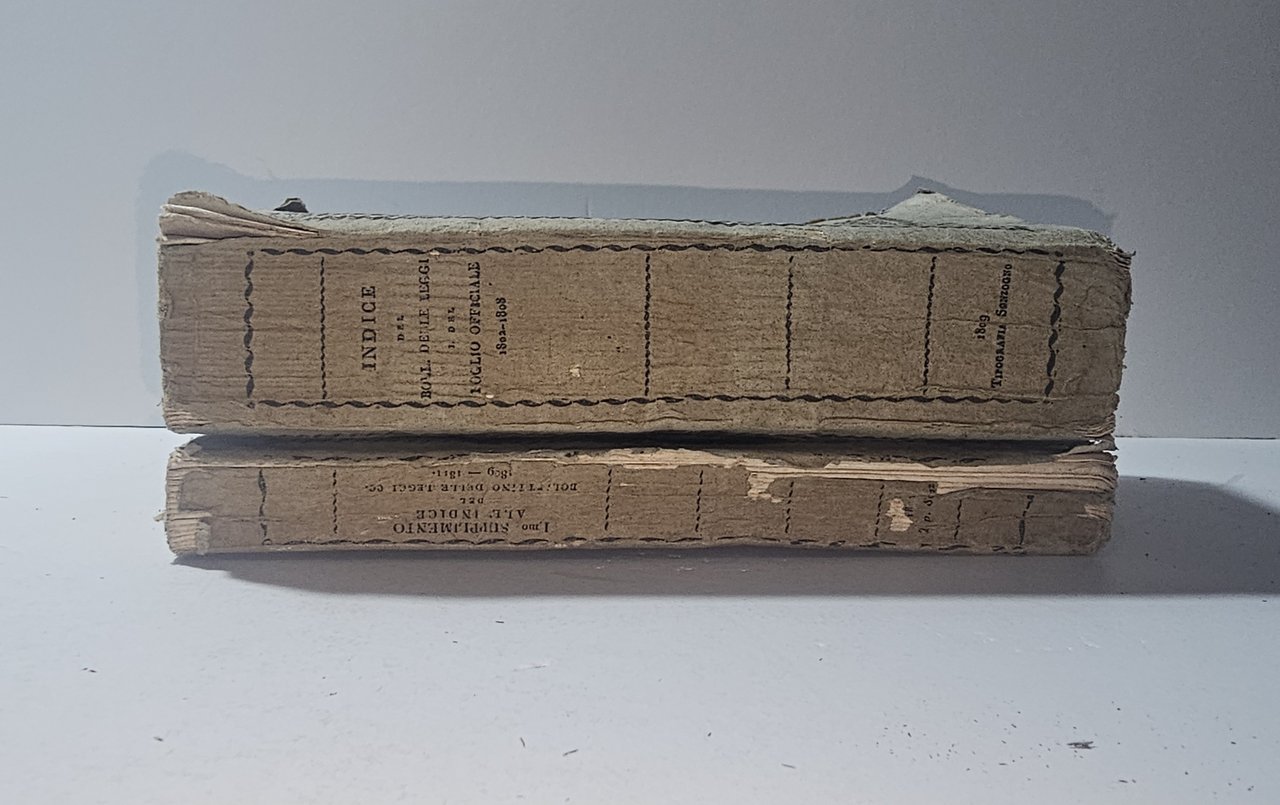 INDICE
DEL
BOLL. DELLE LEGGI
E DEL
FOGLIO OFFICIALE
1802-1808
1809
TIPOGRAFIA SONZOGNO
I.mo SUPPLIMENTO
ALL' INDICE
DEL
BOLLETTINO DELLE LEGGI EC.
1809 — 1811.